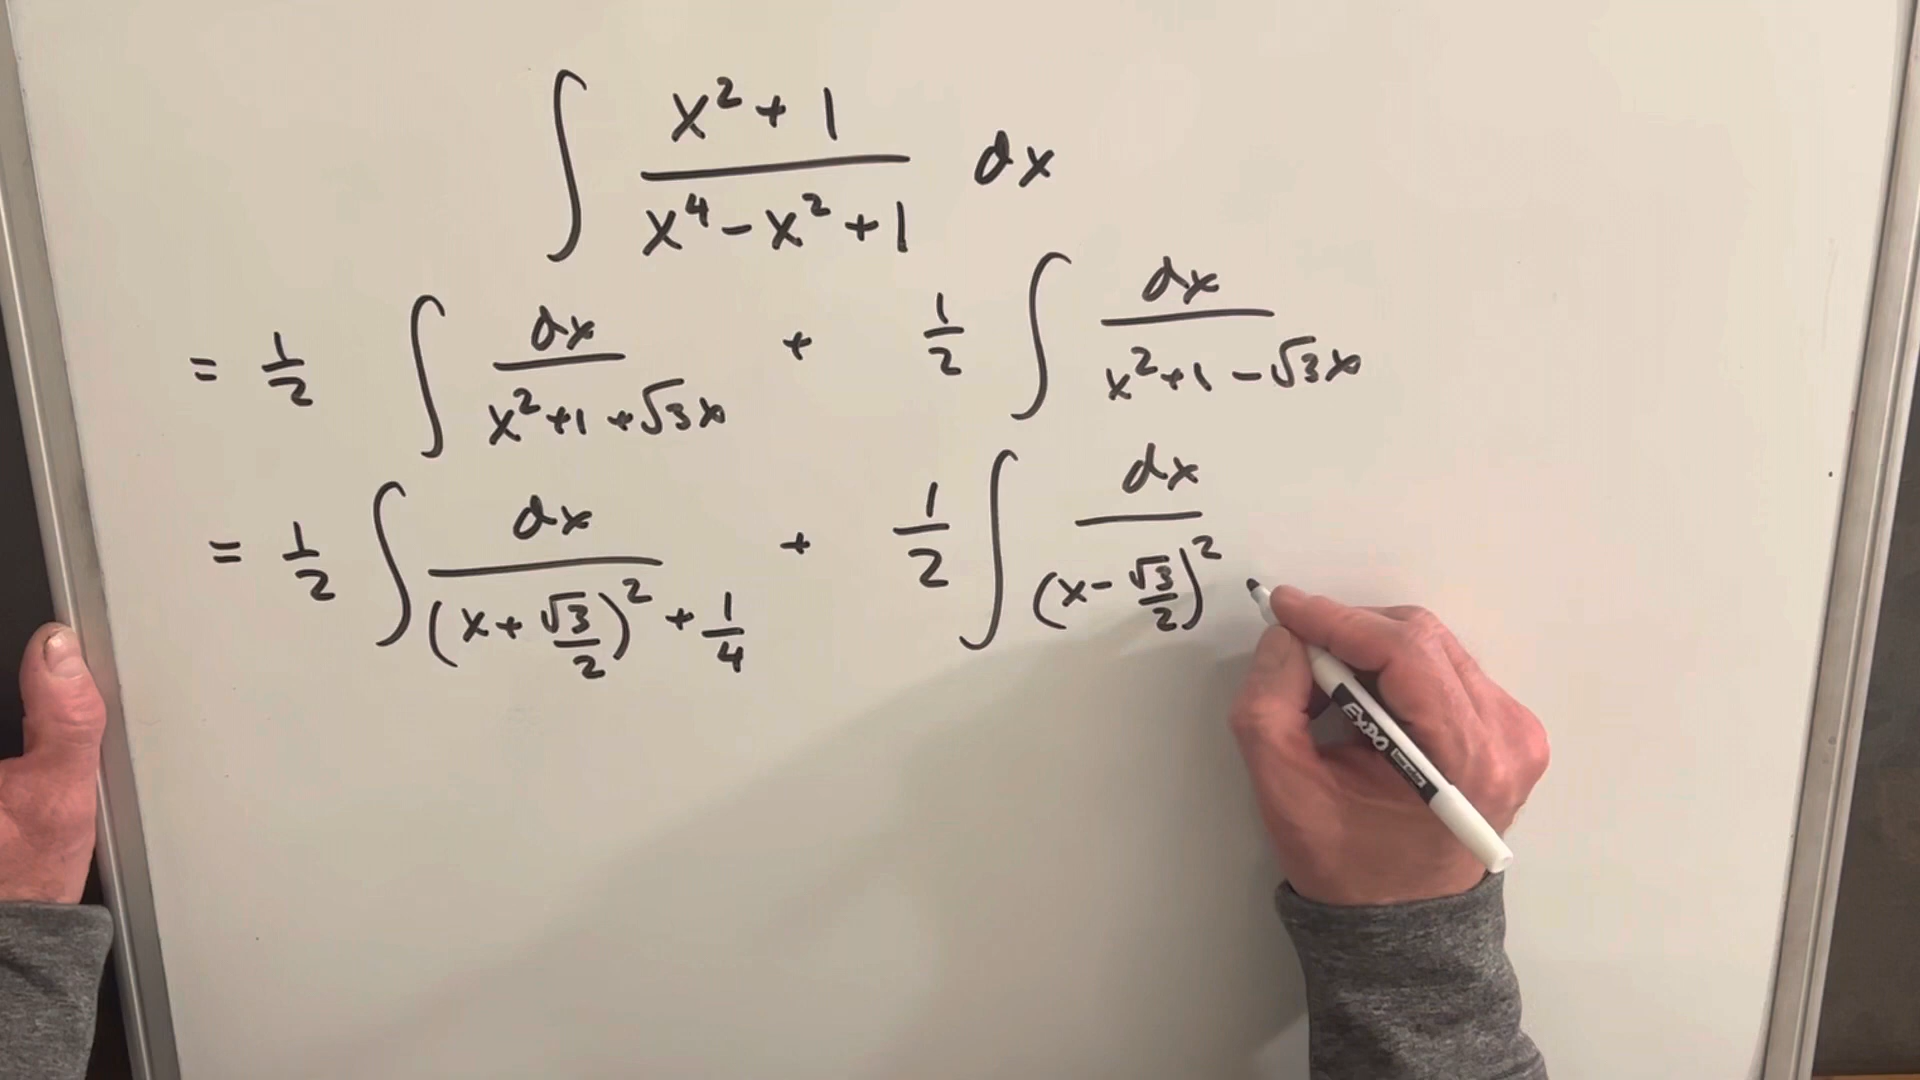 ∫ (x² + 1)/(x⁴ - x² + 1) dx
= 1/2 ∫ dx/(x² + 1 + √3x) + 1/2 ∫ dx/(x² + 1 - √3x)
= 1/2 ∫ dx/((x + √3/2)² + 1/4) + 1/2 ∫ dx/(x - √3/2)²
EXPO